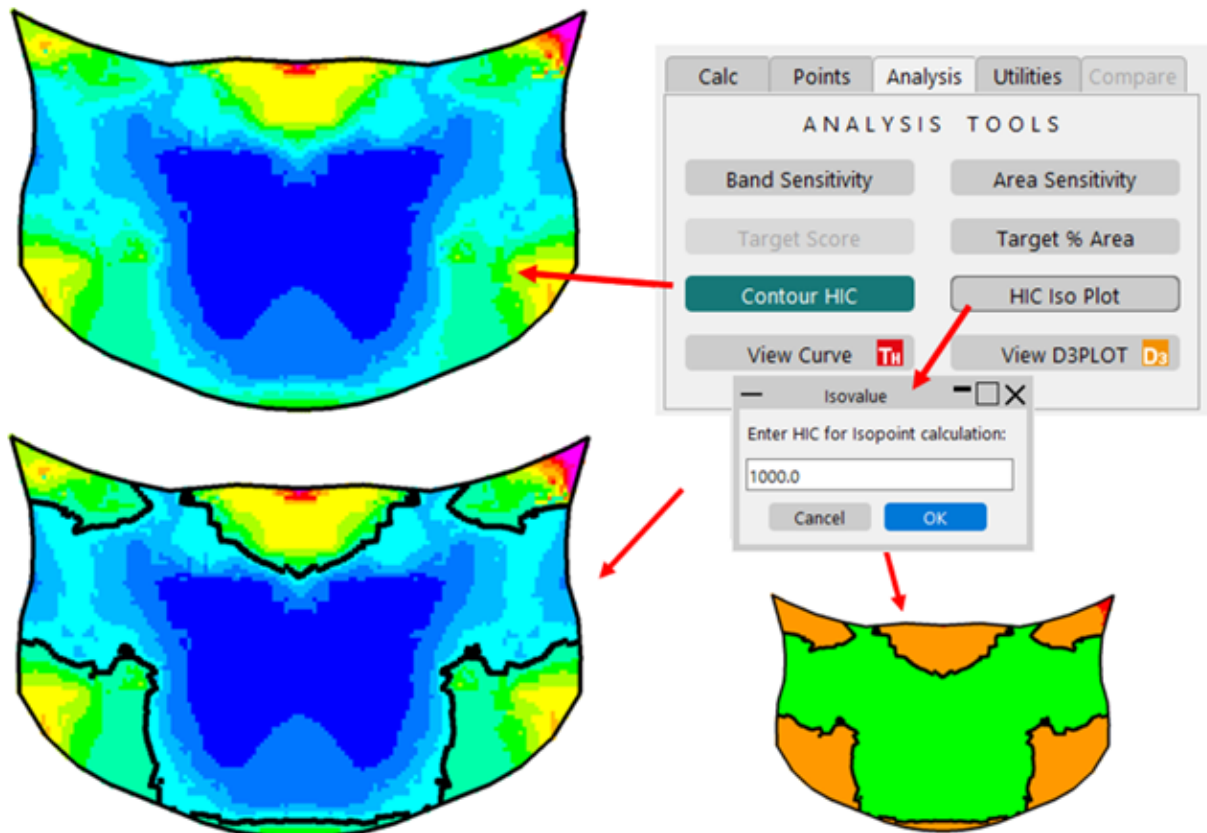 Calc Points Analysis Utilities Compare
ANALYSIS TOOLS
Band Sensitivity Area Sensitivity
Target Score Target % Area
Contour HIC HIC Iso Plot
View Curve TH View D3PLOT D3
Isovalue
Enter HIC for Isopoint calculation:
1000.0
Cancel OK